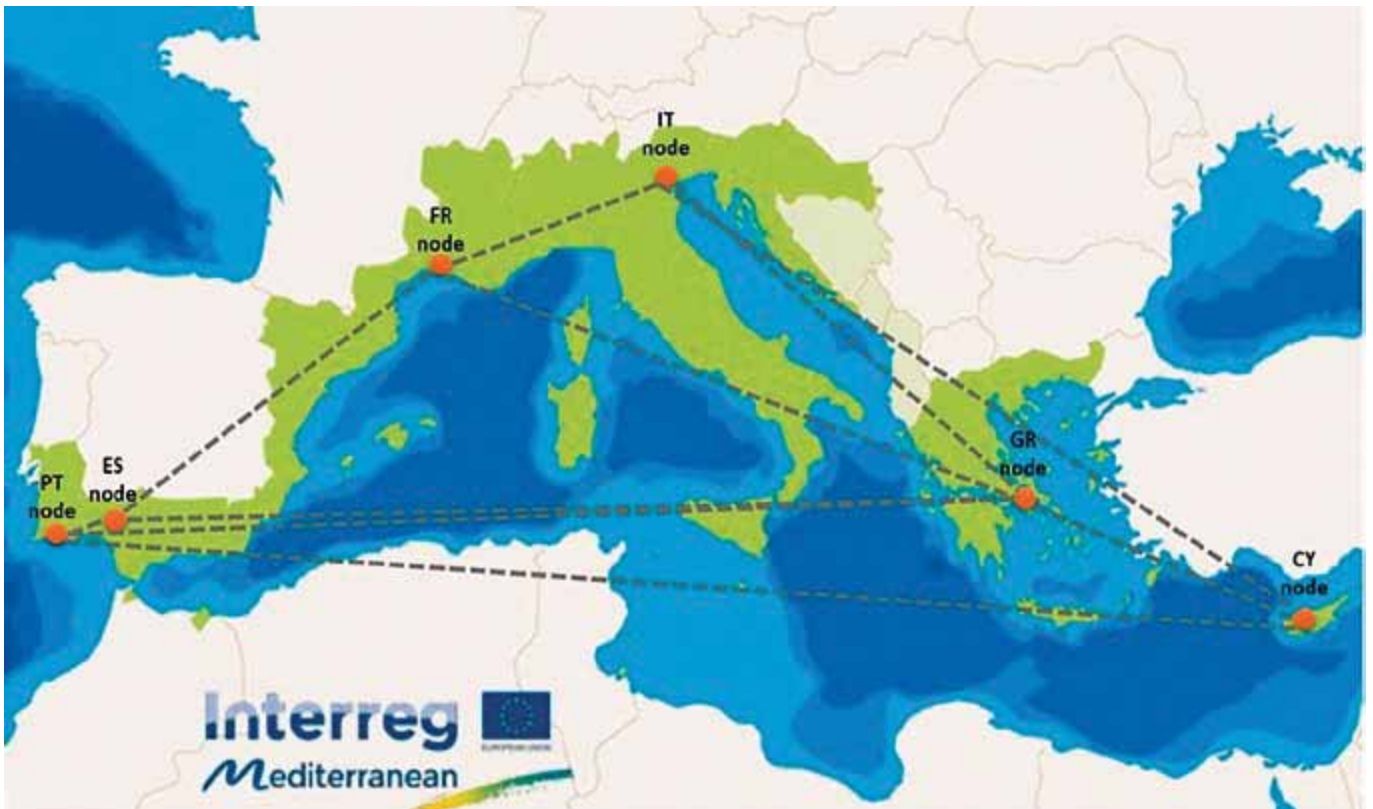 IT
node
FR
node
GR
node
ES
node
PT
node
CY
node
Interreg
EUROPEAN UNION
Mediterranean